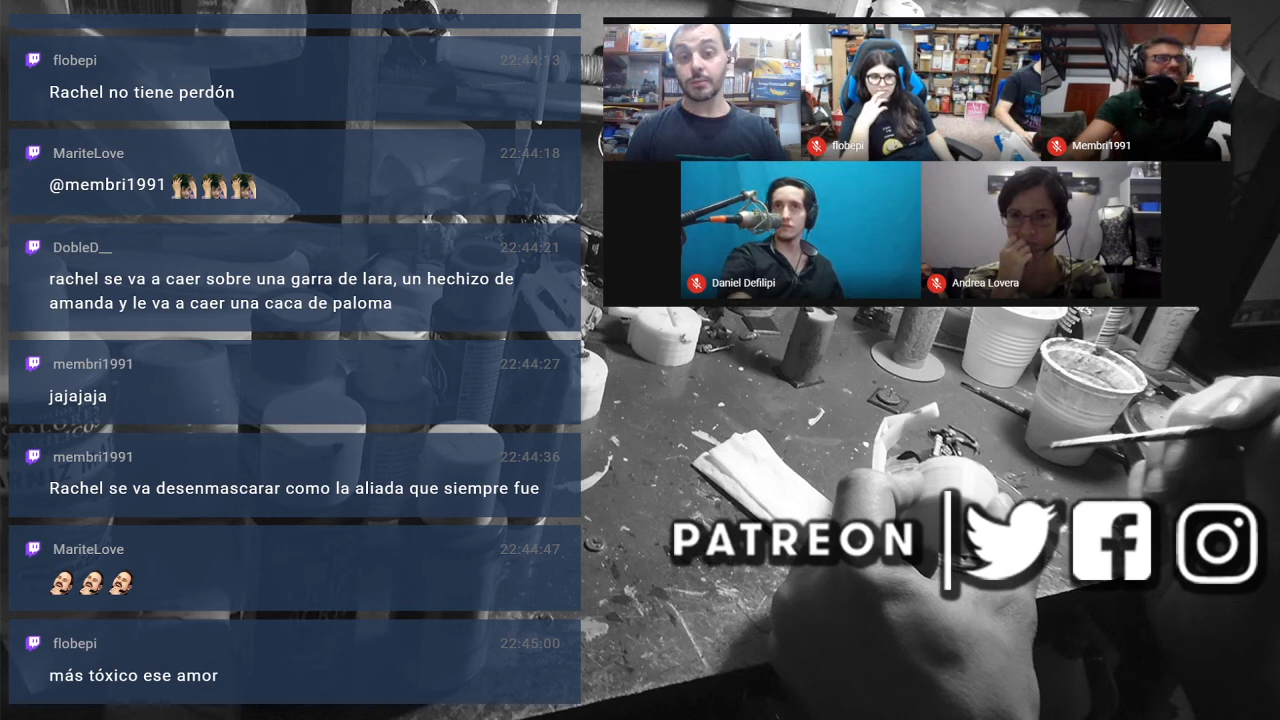 flobepi 22:44:13
Rachel no tiene perdón
MariteLove 22:44:18
@membri1991
DobleD__ 22:44:21
rachel se va a caer sobre una garra de lara, un hechizo de
amanda y le va a caer una caca de paloma
membri1991 22:44:27
jajajaja
membri1991 22:44:36
Rachel se va desenmascarar como la aliada que siempre fue
MariteLove 22:44:47
flobepi 22:45:00
más tóxico ese amor
flobepi
Membri1991
Daniel Defilipi
Andrea Lovera
PATREON